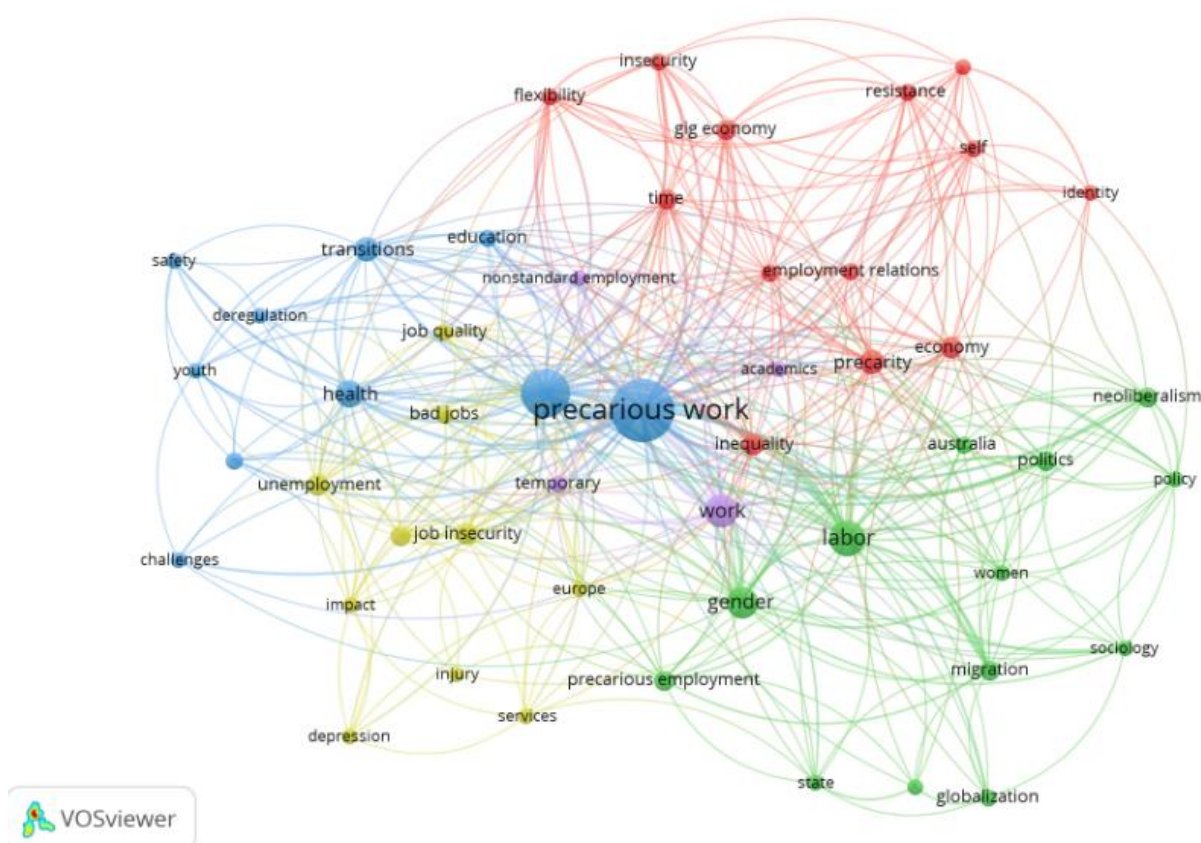 insecurity
flexibility
resistance
gig economy
self
identity
time
education
transitions
safety
nonstandard employment
employment relations
deregulation
job quality
economy
precarity
academics
youth
health
neoliberalism
bad jobs
precarious work
inequality
australia
politics
unemployment
temporary
policy
work
job insecurity
labor
challenges
women
europe
impact
gender
sociology
injury
precarious employment
migration
services
depression
state
globalization
VOSviewer